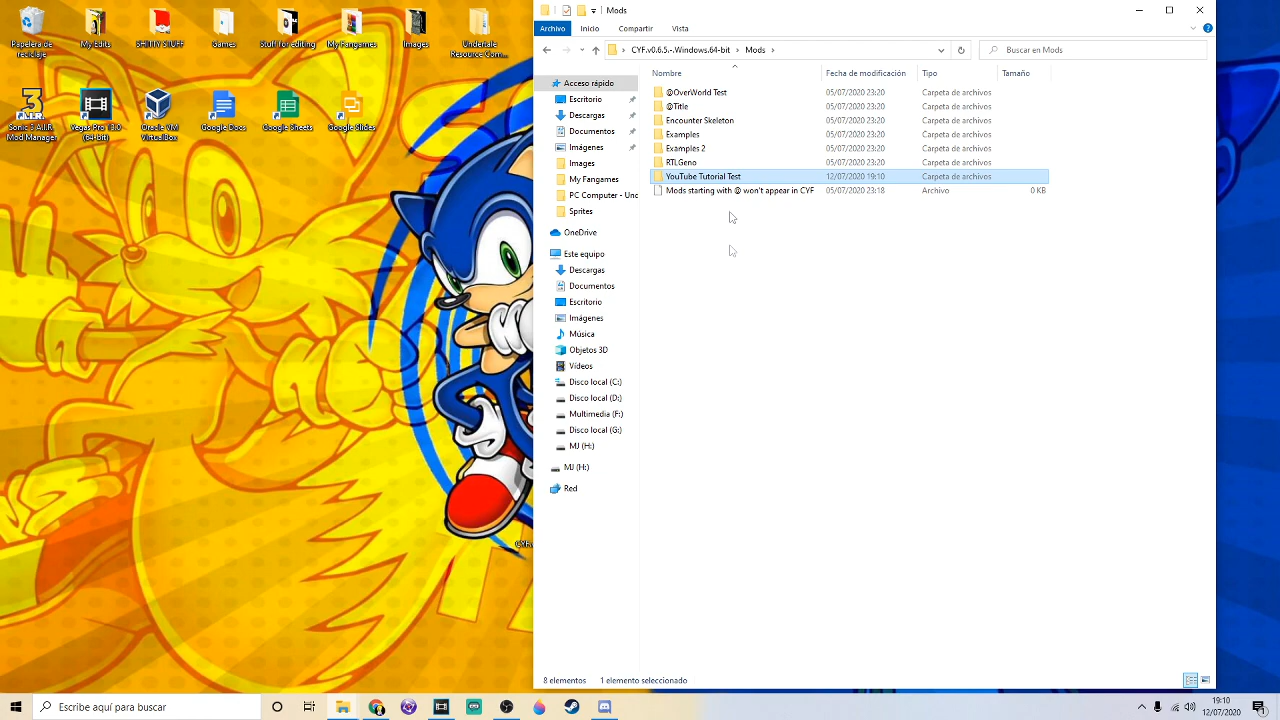 Papelera de
reciclaje
My Edits
SHITTY STUFF
Games
Stuff for editing
My Fangames
Images
Undertale
Resource Com...
Sonic 3 A.I.R.
Mod Manager
Vegas Pro 13.0
(64-bit)
Oracle VM
VirtualBox
Google Docs
Google Sheets
Google Slides
Mods
Archivo
Inicio
Compartir
Vista
CYF.v0.6.5.-.Windows.64-bit > Mods >
Buscar en Mods
Nombre
Fecha de modificación
Tipo
Tamaño
@OverWorld Test 05/07/2020 23:20 Carpeta de archivos
@Title 05/07/2020 23:20 Carpeta de archivos
Encounter Skeleton 05/07/2020 23:20 Carpeta de archivos
Examples 05/07/2020 23:20 Carpeta de archivos
Examples 2 05/07/2020 23:20 Carpeta de archivos
RTLGeno 05/07/2020 23:20 Carpeta de archivos
YouTube Tutorial Test 12/07/2020 19:10 Carpeta de archivos
Mods starting with @ won't appear in CYF 05/07/2020 23:18 Archivo 0 KB
Acceso rápido
Escritorio
Descargas
Documentos
Imágenes
Images
My Fangames
PC Computer - Unc
Sprites
OneDrive
Este equipo
Descargas
Documentos
Escritorio
Imágenes
Música
Objetos 3D
Vídeos
Disco local (C:)
Disco local (D:)
Multimedia (F:)
Disco local (G:)
MJ (H:)
MJ (H:)
Red
8 elementos
1 elemento seleccionado
Escribe aquí para buscar
19:10
12/07/2020